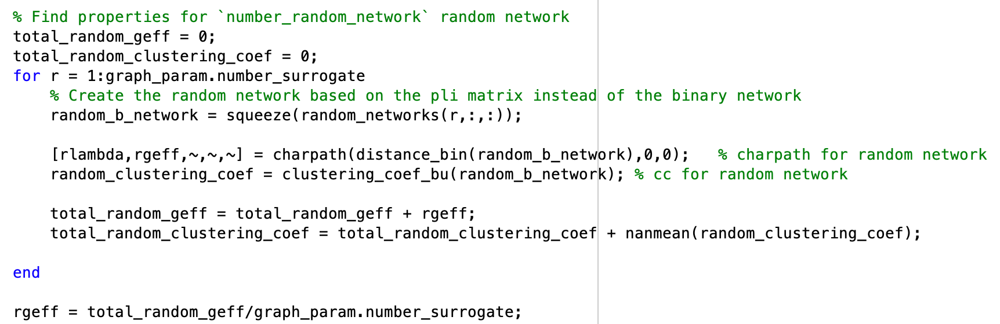 % Find properties for `number_random_network` random network
total_random_geff = 0;
total_random_clustering_coef = 0;
for r = 1:graph_param.number_surrogate
    % Create the random network based on the pli matrix instead of the binary network
    random_b_network = squeeze(random_networks(r,:,:));

    [rlambda,rgeff,~,~,~] = charpath(distance_bin(random_b_network),0,0);   % charpath for random network
    random_clustering_coef = clustering_coef_bu(random_b_network); % cc for random network

    total_random_geff = total_random_geff + rgeff;
    total_random_clustering_coef = total_random_clustering_coef + nanmean(random_clustering_coef);

end

rgeff = total_random_geff/graph_param.number_surrogate;